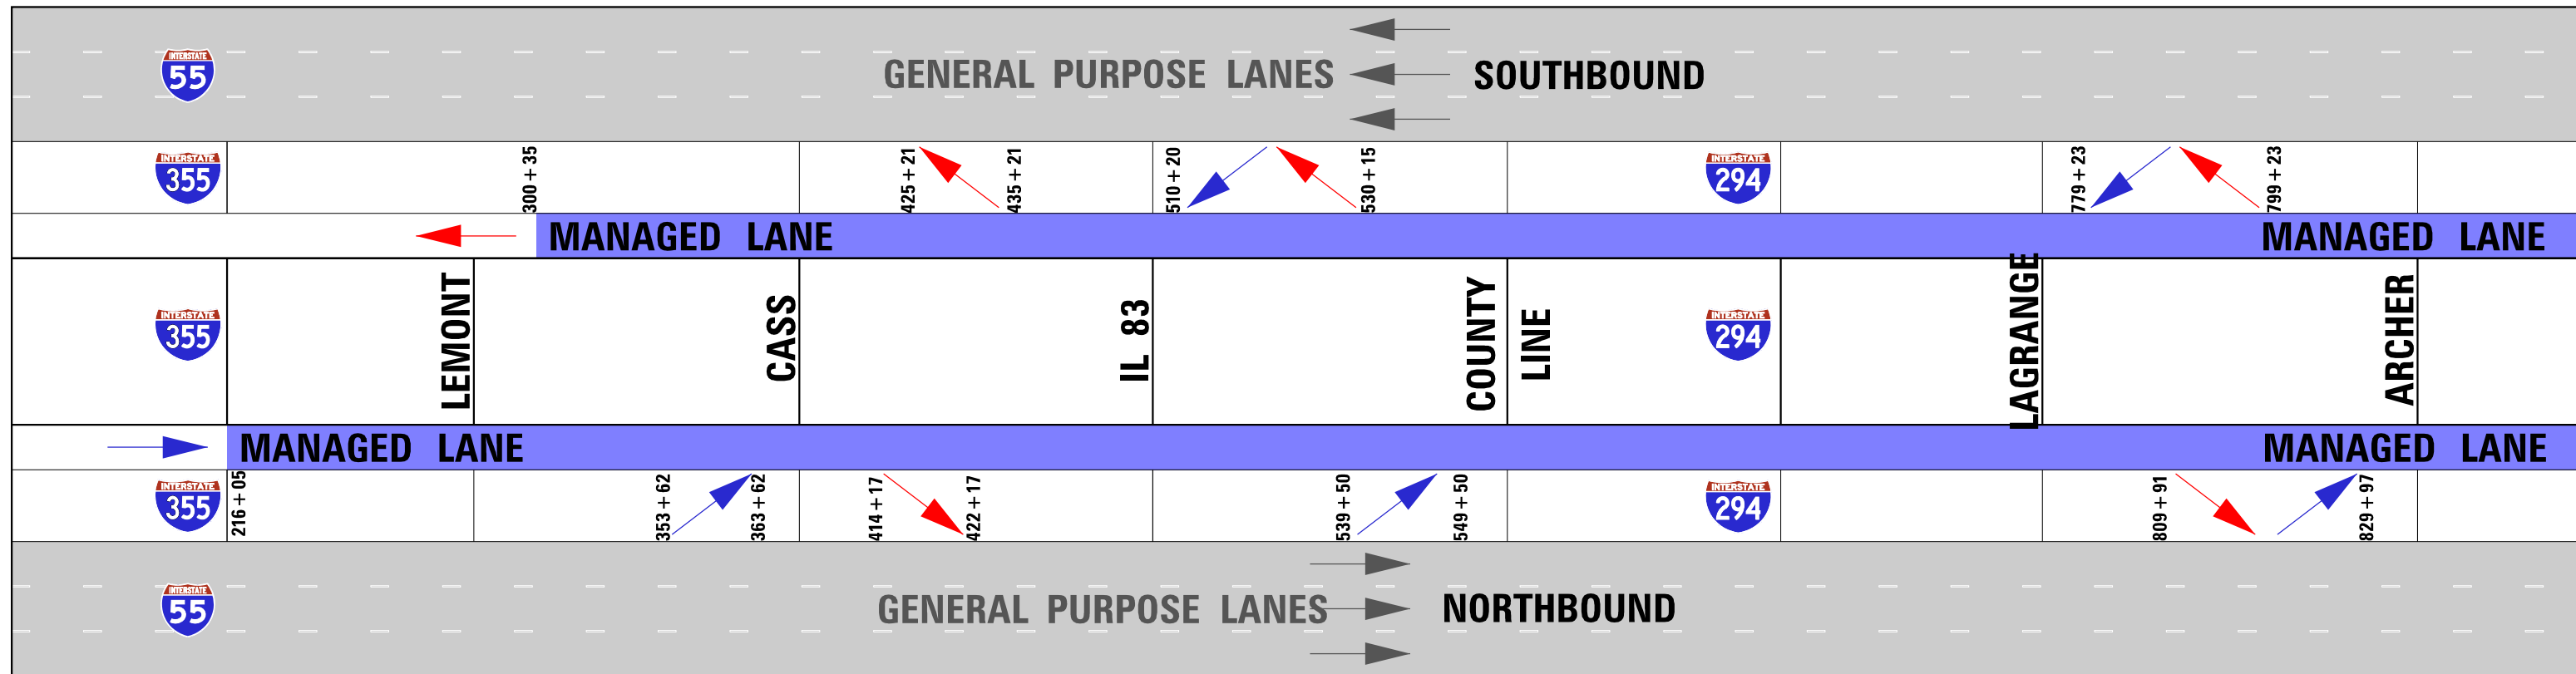 INTERSTATE
55
GENERAL PURPOSE LANES
SOUTHBOUND
INTERSTATE
355
300 + 35
425 + 21
435 + 21
510 + 20
530 + 15
INTERSTATE
294
779 + 23
799 + 23
MANAGED LANE
MANAGED LANE
INTERSTATE
355
LEMONT
CASS
IL 83
COUNTY
LINE
INTERSTATE
294
LAGRANGE
ARCHER
MANAGED LANE
MANAGED LANE
INTERSTATE
355
216 + 05
353 + 62
363 + 62
414 + 17
422 + 17
539 + 50
549 + 50
INTERSTATE
294
809 + 91
829 + 97
INTERSTATE
55
GENERAL PURPOSE LANES
NORTHBOUND